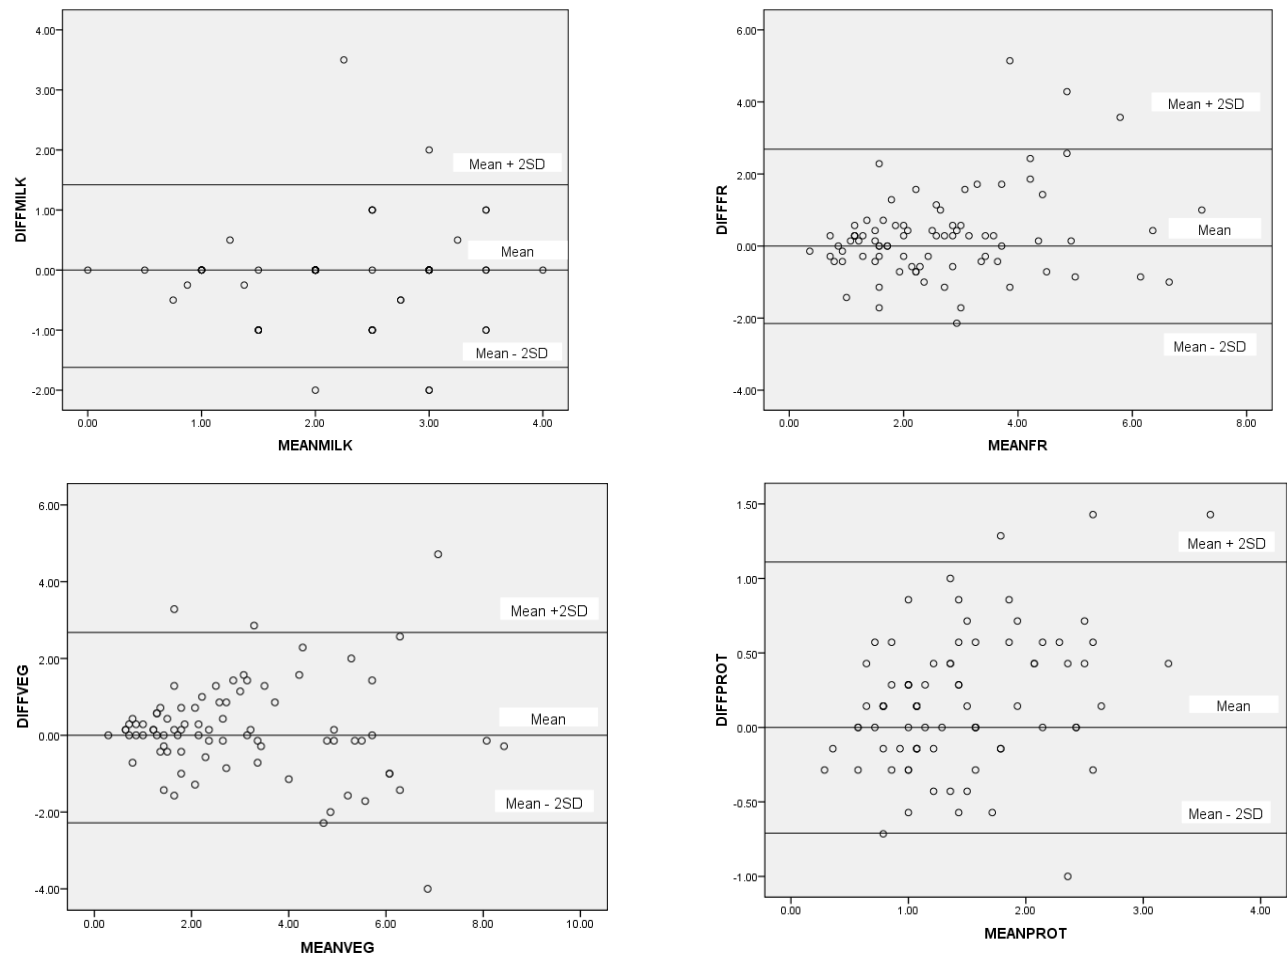 4.00
3.00
2.00
1.00
0.00
-1.00
-2.00
DIFFMILK
Mean + 2SD
Mean
Mean - 2SD
0.00 1.00 2.00 3.00 4.00
MEANMILK
6.00
4.00
2.00
0.00
-2.00
-4.00
DIFFFR
Mean + 2SD
Mean
Mean - 2SD
0.00 2.00 4.00 6.00 8.00
MEANFR
6.00
4.00
2.00
0.00
-2.00
-4.00
DIFFVEG
Mean +2SD
Mean
Mean - 2SD
0.00 2.00 4.00 6.00 8.00 10.00
MEANVEG
1.50
1.00
0.50
0.00
-0.50
-1.00
DIFFPROT
Mean + 2SD
Mean
Mean - 2SD
0.00 1.00 2.00 3.00 4.00
MEANPROT